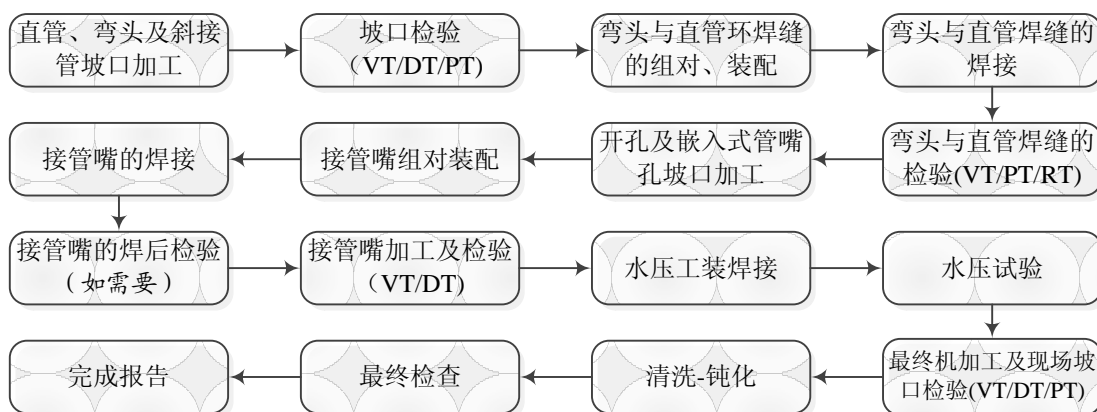 直管、弯头及斜接
管坡口加工
坡口检验
（VT/DT/PT）
弯头与直管环焊缝
的组对、装配
弯头与直管焊缝的
焊接
接管嘴的焊接
接管嘴组对装配
开孔及嵌入式管嘴
孔坡口加工
弯头与直管焊缝的
检验(VT/PT/RT)
接管嘴的焊后检验
（如需要）
接管嘴加工及检验
（VT/DT）
水压工装焊接
水压试验
完成报告
最终检查
清洗-钝化
最终机加工及现场坡
口检验(VT/DT/PT)